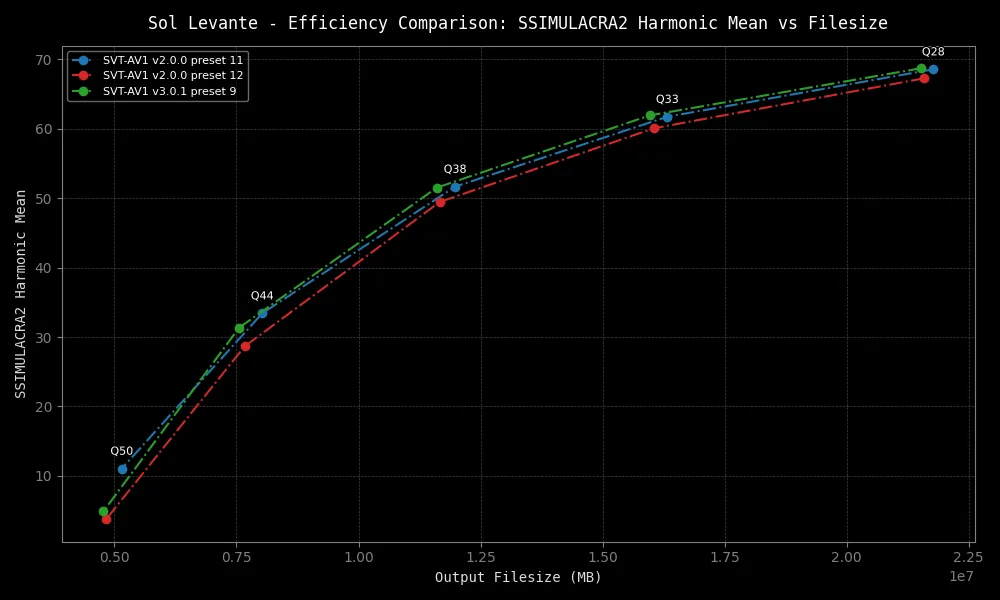 Sol Levante - Efficiency Comparison: SSIMULACRA2 Harmonic Mean vs Filesize
SVT-AV1 v2.0.0 preset 11
SVT-AV1 v2.0.0 preset 12
SVT-AV1 v3.0.1 preset 9
SSIMULACRA2 Harmonic Mean
70
60
50
40
30
20
10
Q28
Q33
Q38
Q44
Q50
0.50
0.75
1.00
1.25
1.50
1.75
2.00
2.25
1e7
Output Filesize (MB)